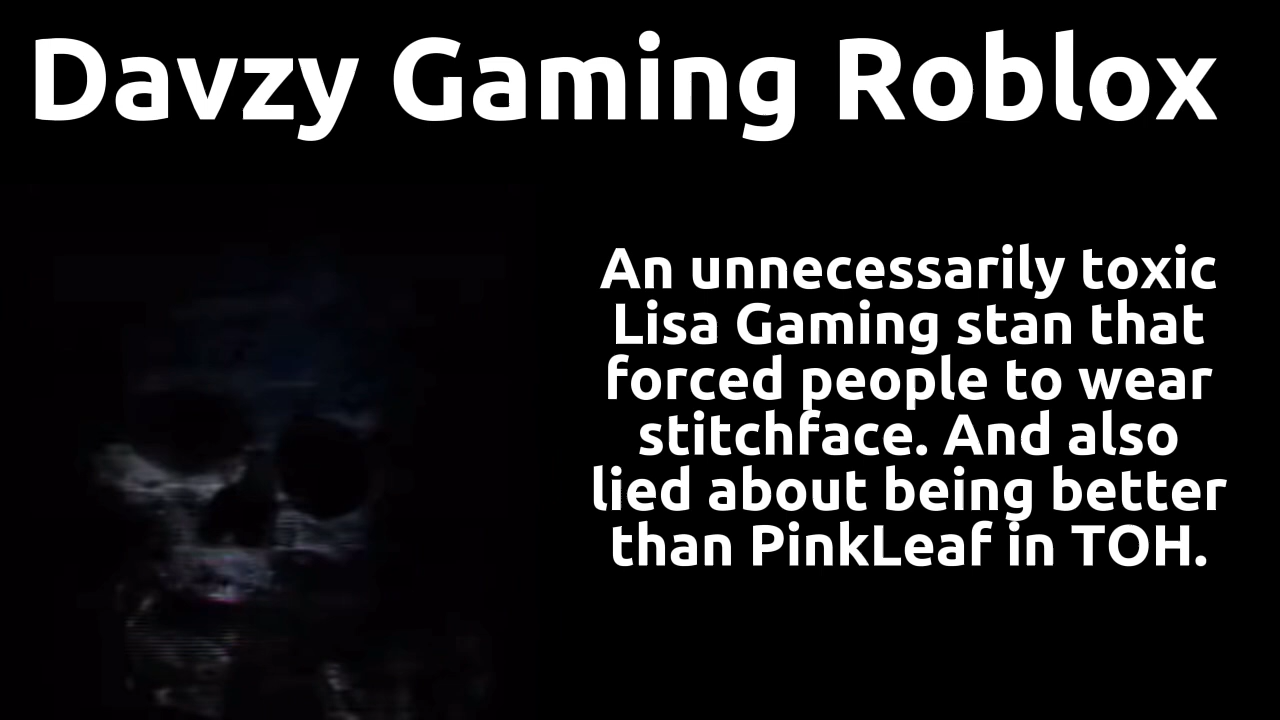 Davzy Gaming Roblox
An unnecessarily toxic
Lisa Gaming stan that
forced people to wear
stitchface. And also
lied about being better
than PinkLeaf in TOH.